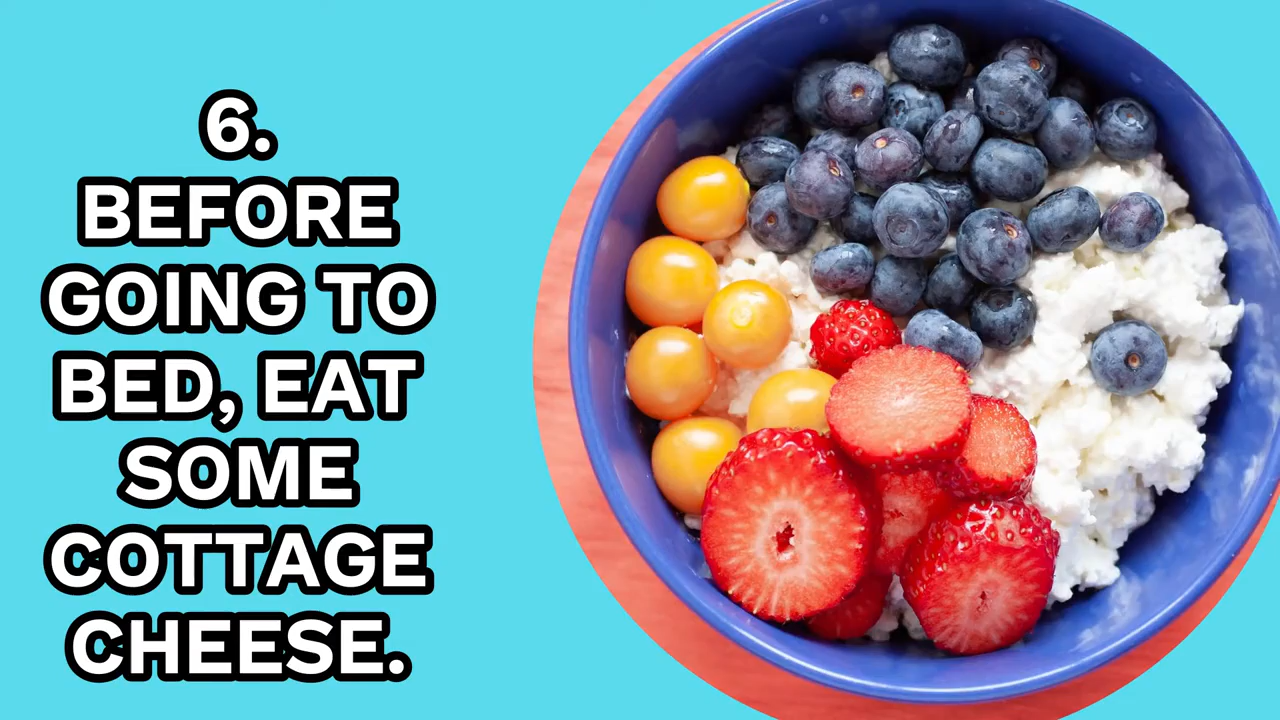 6.
BEFORE
GOING TO
BED, EAT
SOME
COTTAGE
CHEESE.